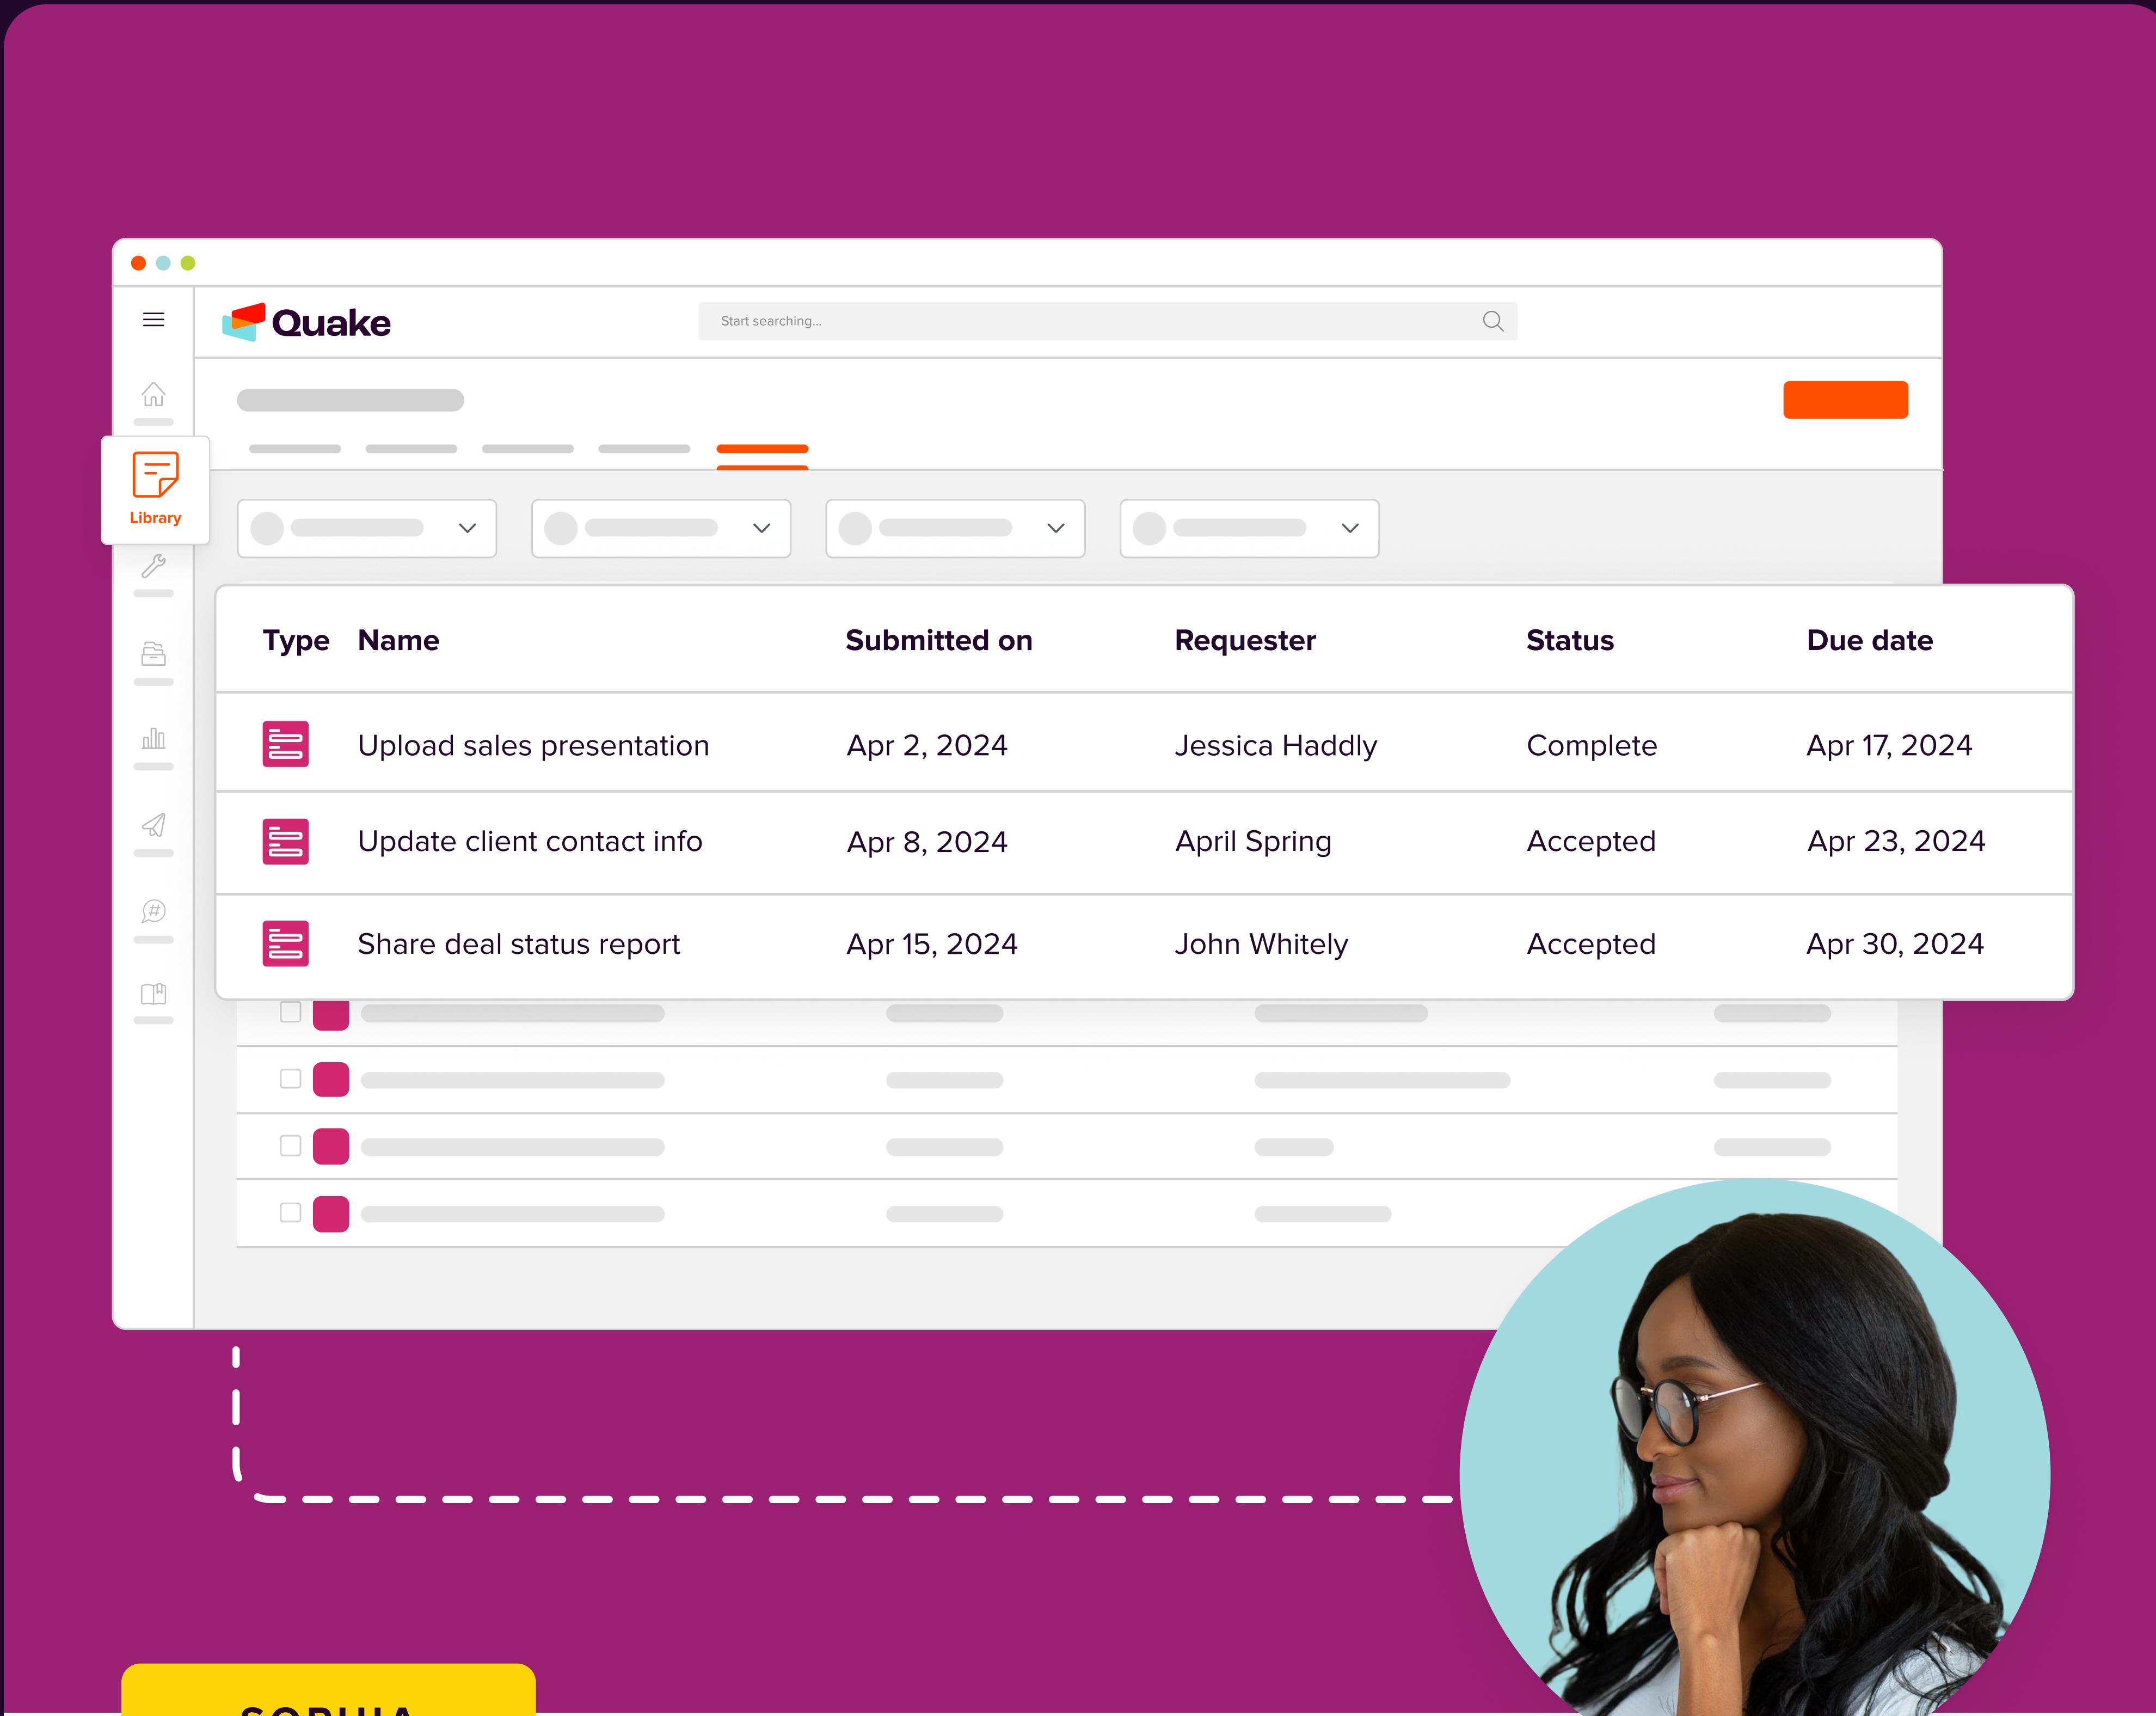 Quake
Start searching...
Library
Type Name Submitted on Requester Status Due date
Upload sales presentation Apr 2, 2024 Jessica Haddly Complete Apr 17, 2024
Update client contact info Apr 8, 2024 April Spring Accepted Apr 23, 2024
Share deal status report Apr 15, 2024 John Whitely Accepted Apr 30, 2024
SOPHIA